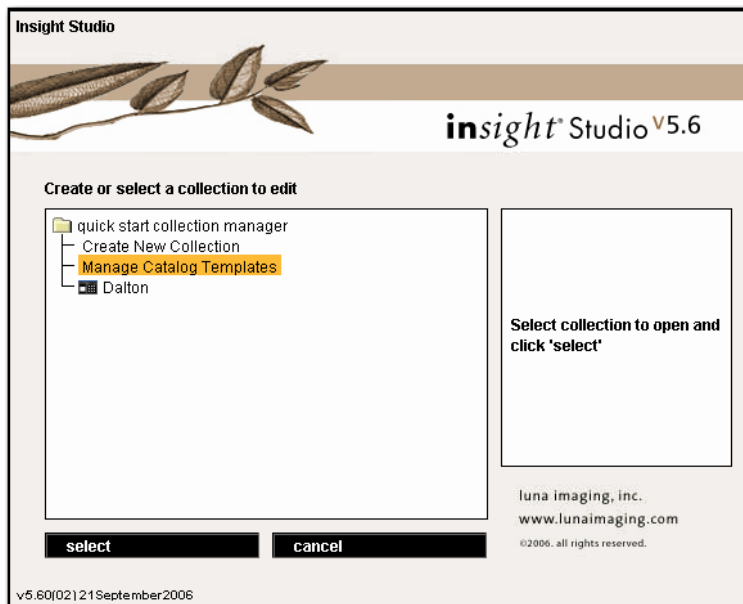 Insight Studio
insight® Studio V5.6
Create or select a collection to edit
quick start collection manager
Create New Collection
Manage Catalog Templates
Dalton
Select collection to open and
click 'select'
luna imaging, inc.
www.lunaimaging.com
©2006. all rights reserved.
select
cancel
v5.60(02) 21September2006